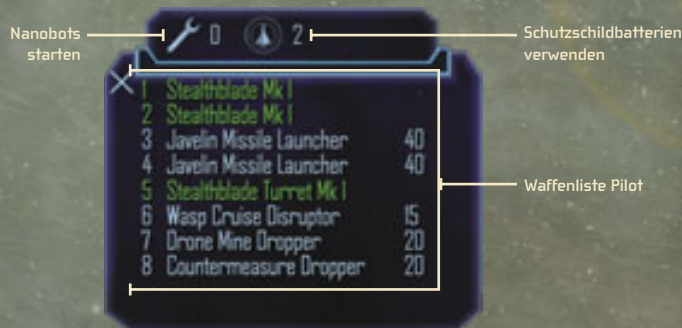 Nanobots
starten
0 2
Schutzschildbatterien
verwenden
1 Stealthblade Mk I
2 Stealthblade Mk I
3 Javelin Missile Launcher 40
4 Javelin Missile Launcher 40
5 Stealthblade Turret Mk I
6 Wasp Cruise Disruptor 15
7 Drone Mine Dropper 20
8 Countermeasure Dropper 20
Waffenliste Pilot